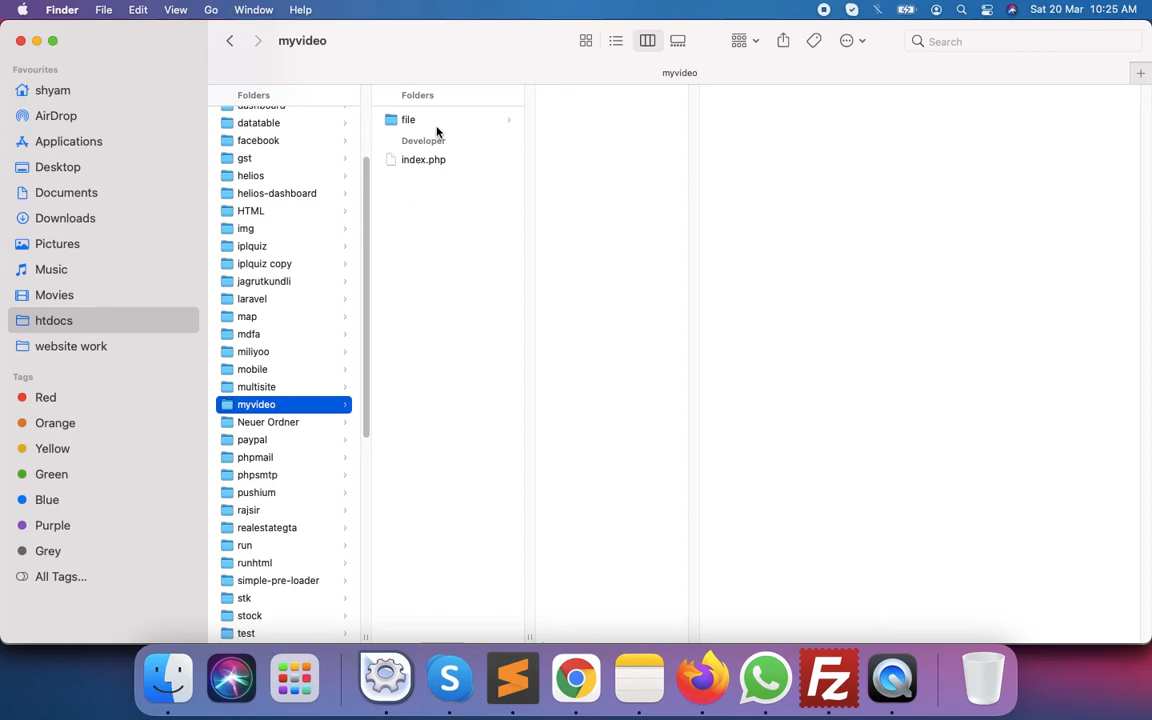 Finder File Edit View Go Window Help Sat 20 Mar 10:25 AM
myvideo
Search
myvideo
Favourites
shyam
AirDrop
Applications
Desktop
Documents
Downloads
Pictures
Music
Movies
htdocs
website work
Tags
Red
Orange
Yellow
Green
Blue
Purple
Grey
All Tags...
Folders
dashboard
datatable
facebook
gst
helios
helios-dashboard
HTML
img
iplquiz
iplquiz copy
jagrutkundli
laravel
map
mdfa
miliyoo
mobile
multisite
myvideo
Neuer Ordner
paypal
phpmail
phpsmtp
pushium
rajsir
realestategta
run
runhtml
simple-pre-loader
stk
stock
test
Folders
file
Developer
index.php